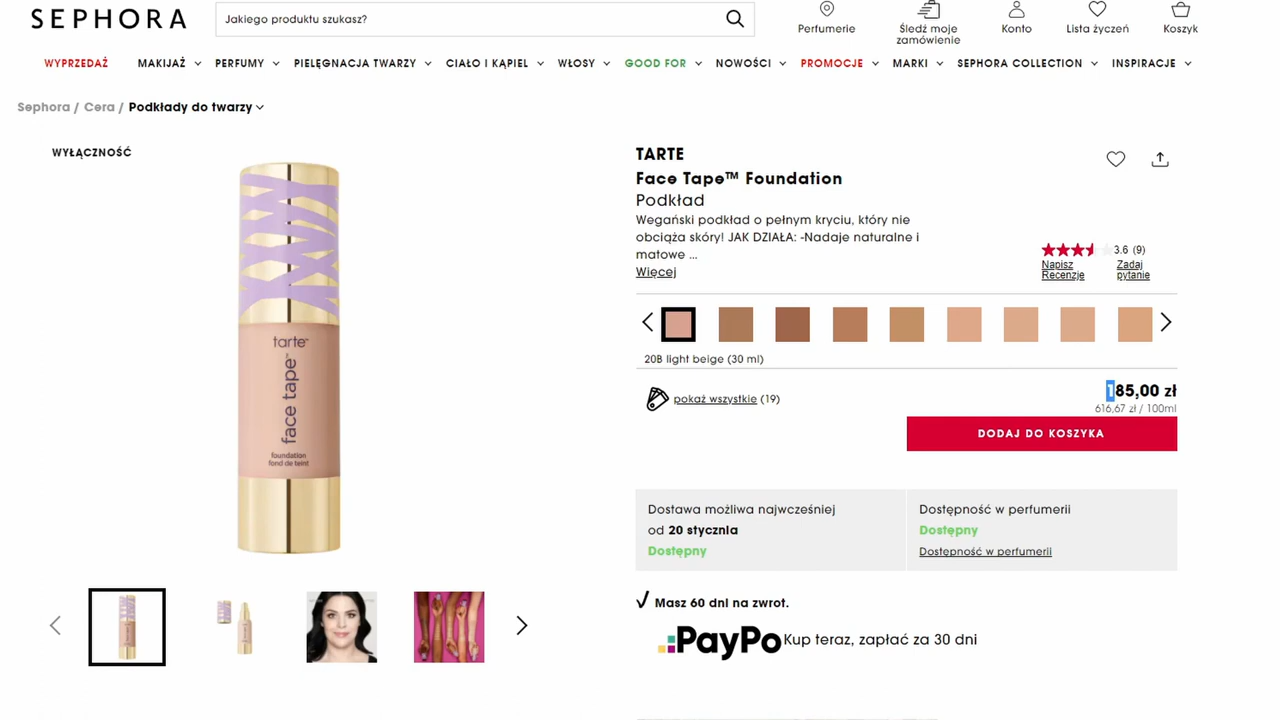 SEPHORA
Jakiego produktu szukasz?
Perfumerie
Śledź moje
zamówienie
Konto
Lista życzeń
Koszyk
WYPRZEDAŻ
MAKIJAŻ
PERFUMY
PIELĘGNACJA TWARZY
CIAŁO I KĄPIEL
WŁOSY
GOOD FOR
NOWOŚCI
PROMOCJE
MARKI
SEPHORA COLLECTION
INSPIRACJE
Sephora / Cera / Podkłady do twarzy
WYŁĄCZNOŚĆ
tarte™
face tape™
foundation
fond de teint
TARTE
Face Tape™ Foundation
Podkład
Wegański podkład o pełnym kryciu, który nie
obciąża skóry! JAK DZIAŁA: -Nadaje naturalne i
matowe ...
Więcej
3.6 (9)
Napisz
Recenzje
Zadaj
pytanie
20B light beige (30 ml)
pokaż wszystkie (19)
185,00 zł
616,67 zł / 100ml
DODAJ DO KOSZYKA
Dostawa możliwa najwcześniej
od 20 stycznia
Dostępny
Dostępność w perfumerii
Dostępny
Dostępność w perfumerii
Masz 60 dni na zwrot.
PayPo Kup teraz, zapłać za 30 dni